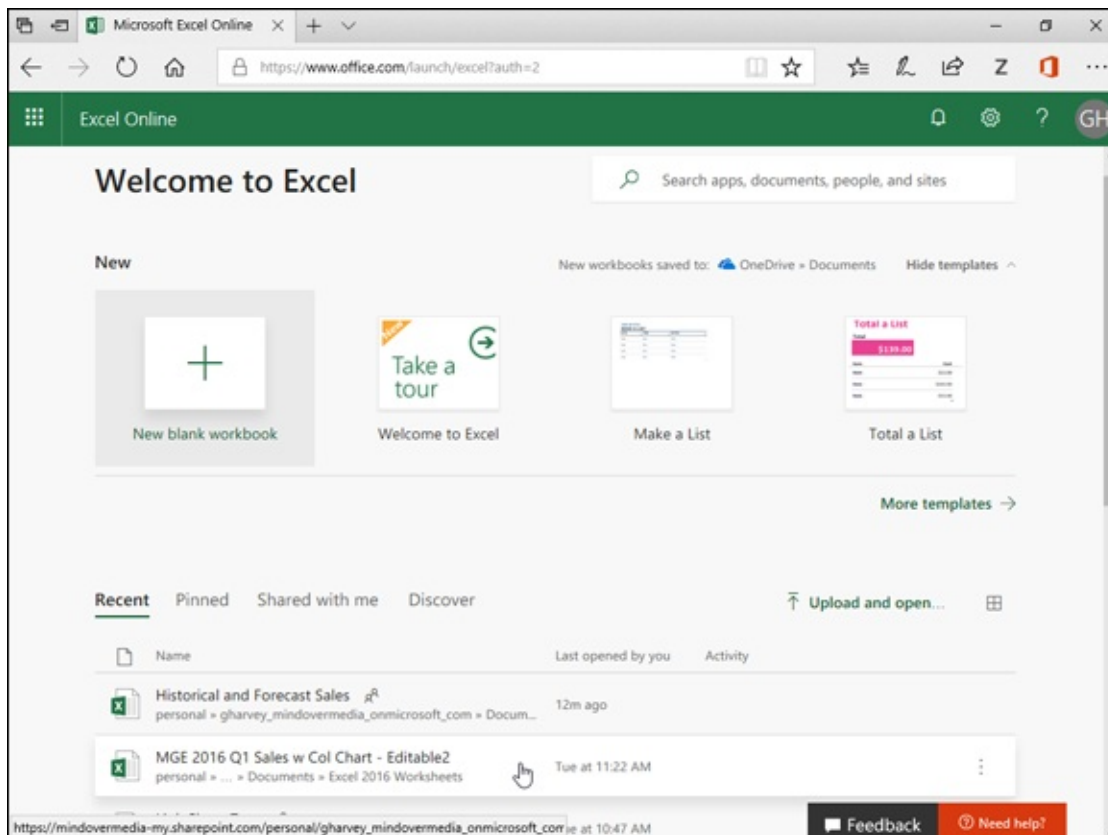 Microsoft Excel Online
https://www.office.com/launch/excel?auth=2
Z
Excel Online
?
GH
Welcome to Excel
Search apps, documents, people, and sites
New
New workbooks saved to: OneDrive » Documents
Hide templates
New
Take a
tour
Total a List
Total
$139.00
New blank workbook
Welcome to Excel
Make a List
Total a List
More templates →
Recent
Pinned
Shared with me
Discover
Upload and open...
Name
Last opened by you
Activity
Historical and Forecast Sales
12m ago
personal » gharvey_mindovermedia_onmicrosoft_com » Docum...
MGE 2016 Q1 Sales w Col Chart - Editable2
Tue at 11:22 AM
personal » ... » Documents » Excel 2016 Worksheets
https://mindovermedia-my.sharepoint.com/personal/gharvey_mindovermedia_onmicrosoft_com
at 10:47 AM
Feedback
Need help?